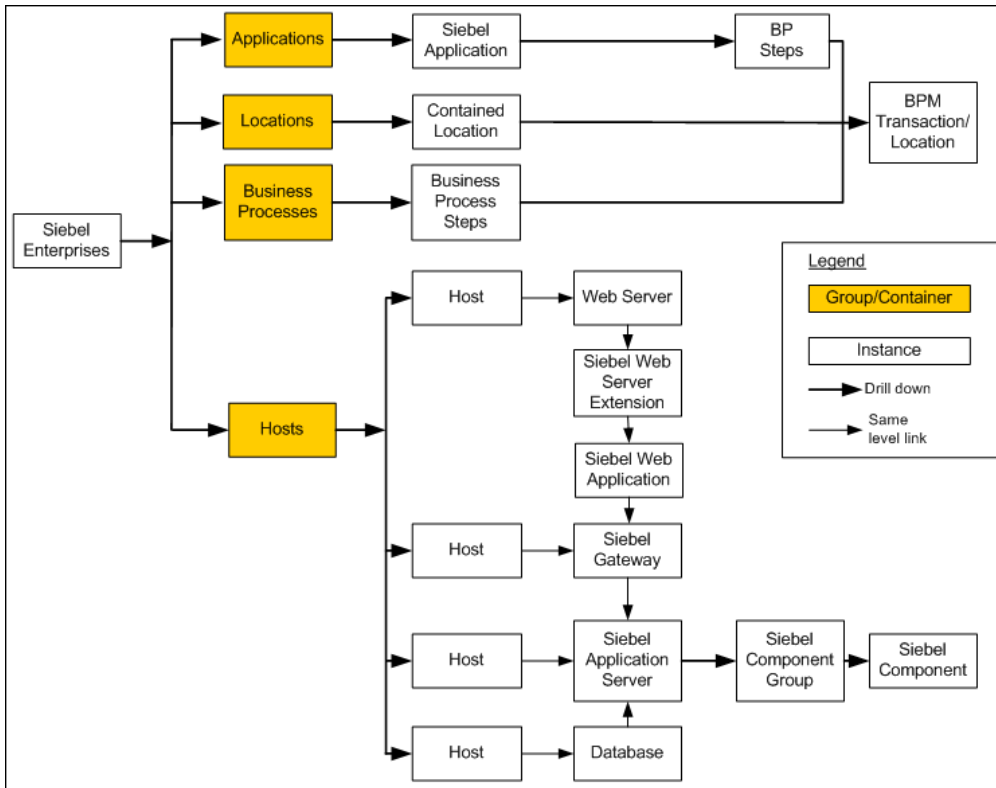 Applications
Siebel
Application
BP
Steps
Locations
Contained
Location
BPM
Transaction/
Location
Business
Processes
Business
Process
Steps
Siebel
Enterprises
Legend
Group/Container
Instance
Drill down
Same
level link
Host
Web Server
Siebel Web
Server
Extension
Hosts
Siebel Web
Application
Host
Siebel
Gateway
Host
Siebel
Application
Server
Siebel
Component
Group
Siebel
Component
Host
Database